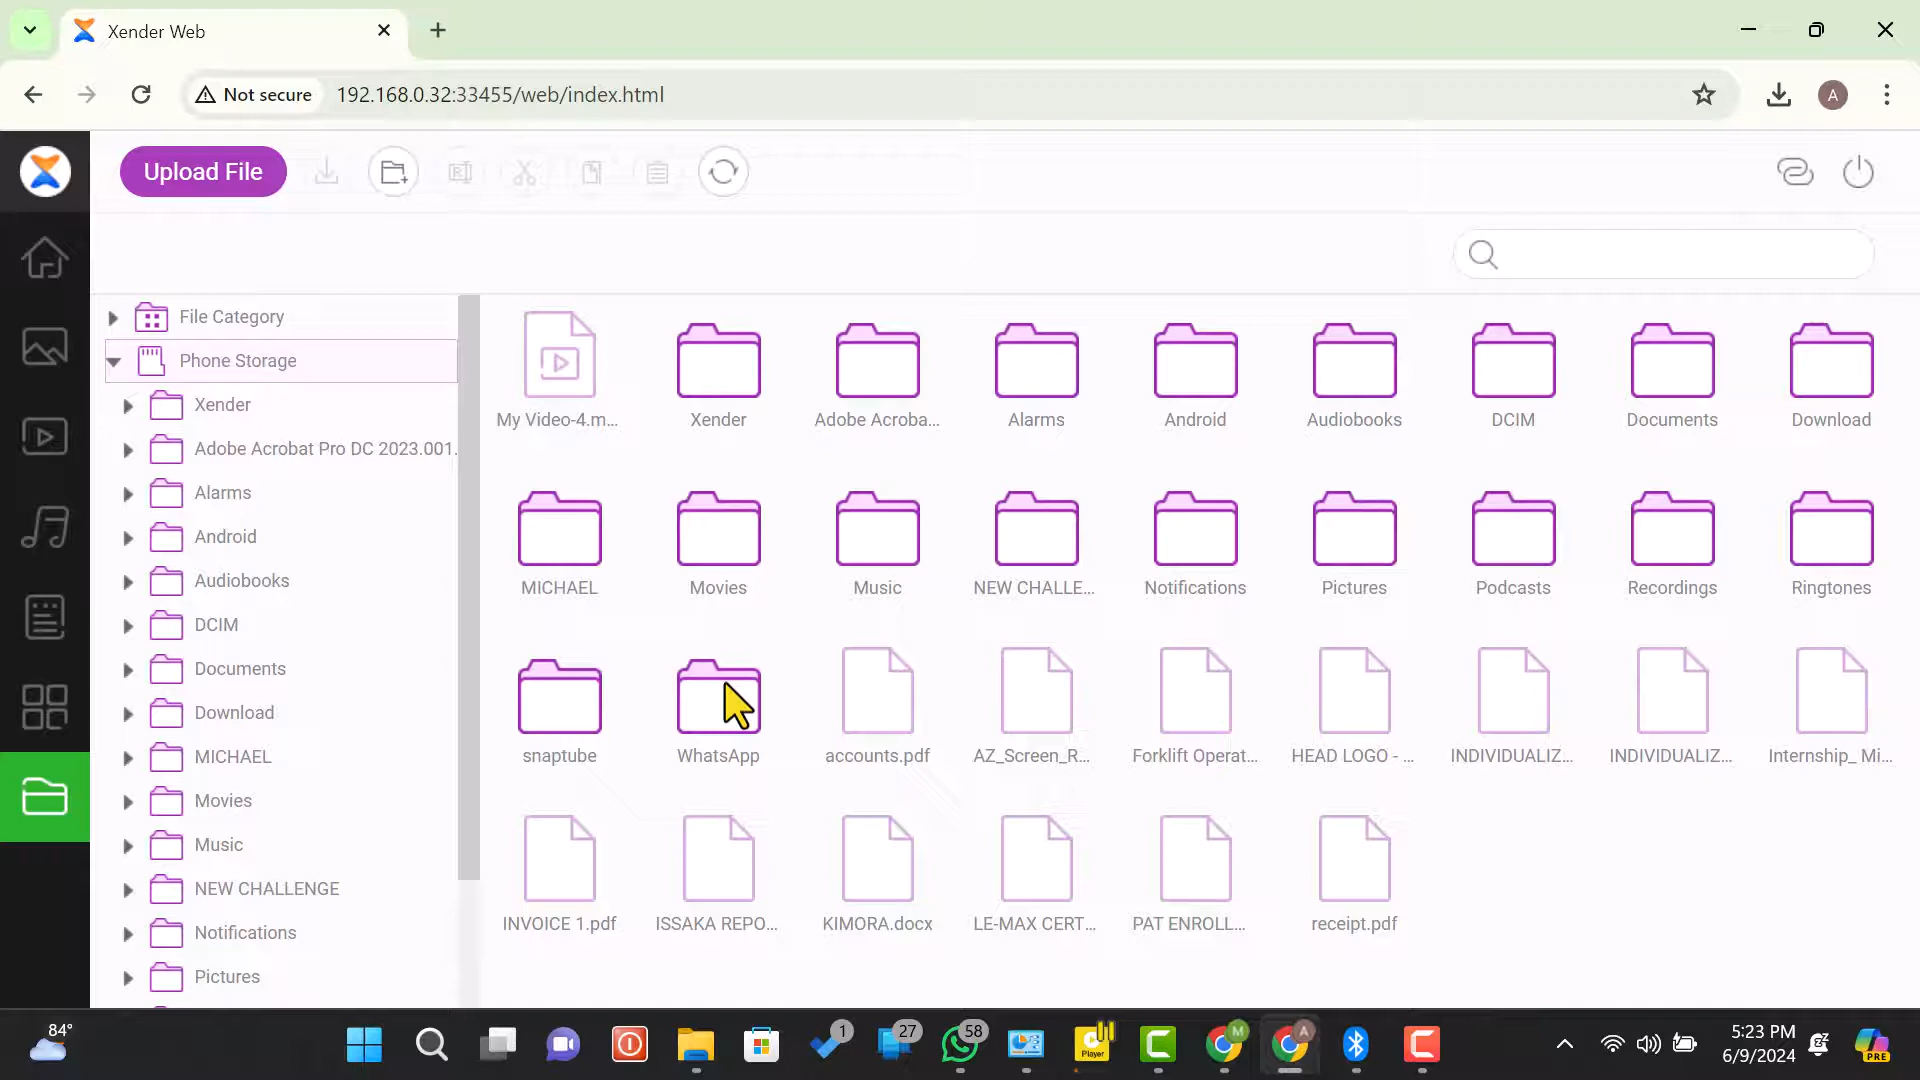 Xender Web
Not secure
192.168.0.32:33455/web/index.html
A
Upload File
File Category
Phone Storage
Xender
Adobe Acrobat Pro DC 2023.001.
Alarms
Android
Audiobooks
DCIM
Documents
Download
MICHAEL
Movies
Music
NEW CHALLENGE
Notifications
Pictures
My Video-4.m...
Xender
Adobe Acroba...
Alarms
Android
Audiobooks
DCIM
Documents
Download
MICHAEL
Movies
Music
NEW CHALLE...
Notifications
Pictures
Podcasts
Recordings
Ringtones
snaptube
WhatsApp
accounts.pdf
AZ_Screen_R...
Forklift Operat...
HEAD LOGO - ...
INDIVIDUALIZ...
INDIVIDUALIZ...
Internship_ Mi...
INVOICE 1.pdf
ISSAKA REPO...
KIMORA.docx
LE-MAX CERT...
PAT ENROLL...
receipt.pdf
84°
1
27
58
Player
M
A
5:23 PM
6/9/2024
PRE